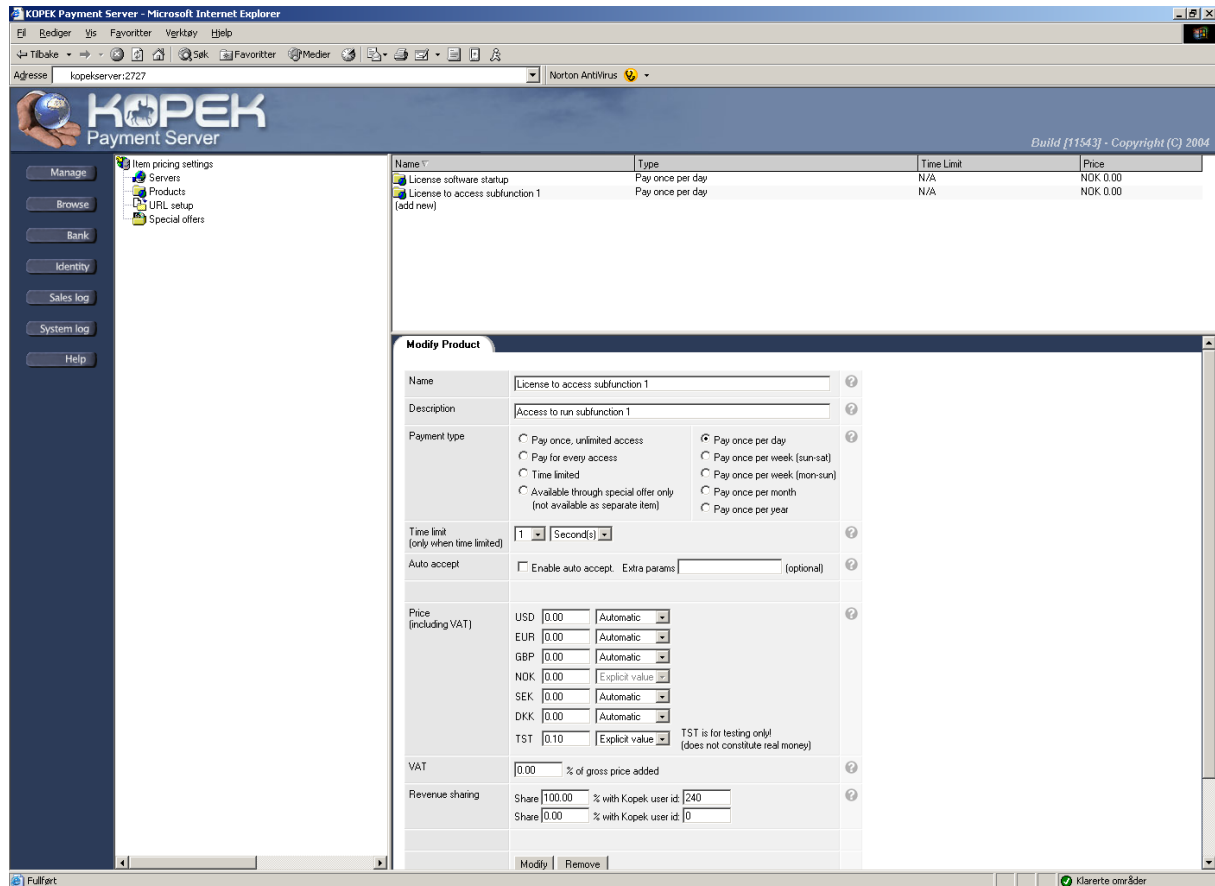 KOPEK Payment Server - Microsoft Internet Explorer
Fil Rediger Vis Favoritter Verktøy Hjelp
Tilbake Søk Favoritter Medier
Adresse kopekserver:2727 Norton AntiVirus
KOPEK
Payment Server
Build [11543] - Copyright (C) 2004
Manage
Browse
Bank
Identity
Sales log
System log
Help
Item pricing settings
Servers
Products
URL setup
Special offers
Name Type Time Limit Price
License software startup Pay once per day N/A NOK 0.00
License to access subfunction 1 Pay once per day N/A NOK 0.00
(add new)
Modify Product
Name License to access subfunction 1
Description Access to run subfunction 1
Payment type Pay once, unlimited access Pay once per day
Pay for every access Pay once per week (sun-sat)
Time limited Pay once per week (mon-sun)
Available through special offer only Pay once per month
(not available as separate item) Pay once per year
Time limit 1 Second(s)
(only when time limited)
Auto accept Enable auto accept. Extra params (optional)
Price
(including VAT)
USD 0.00 Automatic
EUR 0.00 Automatic
GBP 0.00 Automatic
NOK 0.00 Explicit value
SEK 0.00 Automatic
DKK 0.00 Automatic
TST 0.10 Explicit value TST is for testing only!
(does not constitute real money)
VAT 0.00 % of gross price added
Revenue sharing Share 100.00 % with Kopek user id: 240
Share 0.00 % with Kopek user id: 0
Modify Remove
Fullført Klarerte områder